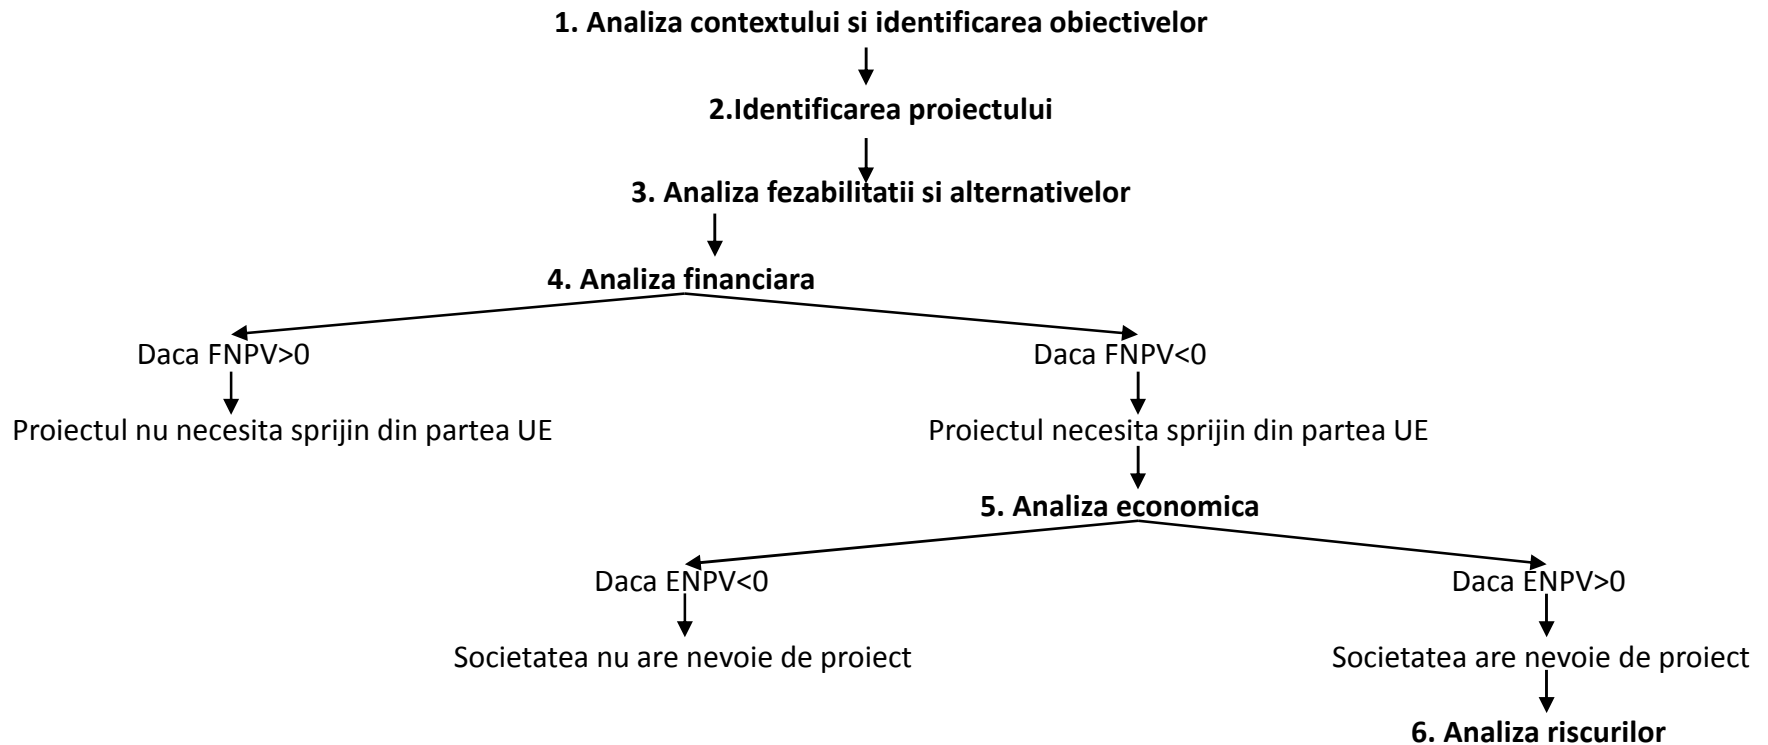 1. Analiza contextului si identificarea obiectivelor
2.Identificarea proiectului
3. Analiza fezabilitatii si alternativelor
4. Analiza financiara
Daca FNPV>0
Daca FNPV<0
Proiectul nu necesita sprijin din partea UE
Proiectul necesita sprijin din partea UE
5. Analiza economica
Daca ENPV<0
Daca ENPV>0
Societatea nu are nevoie de proiect
Societatea are nevoie de proiect
6. Analiza riscurilor